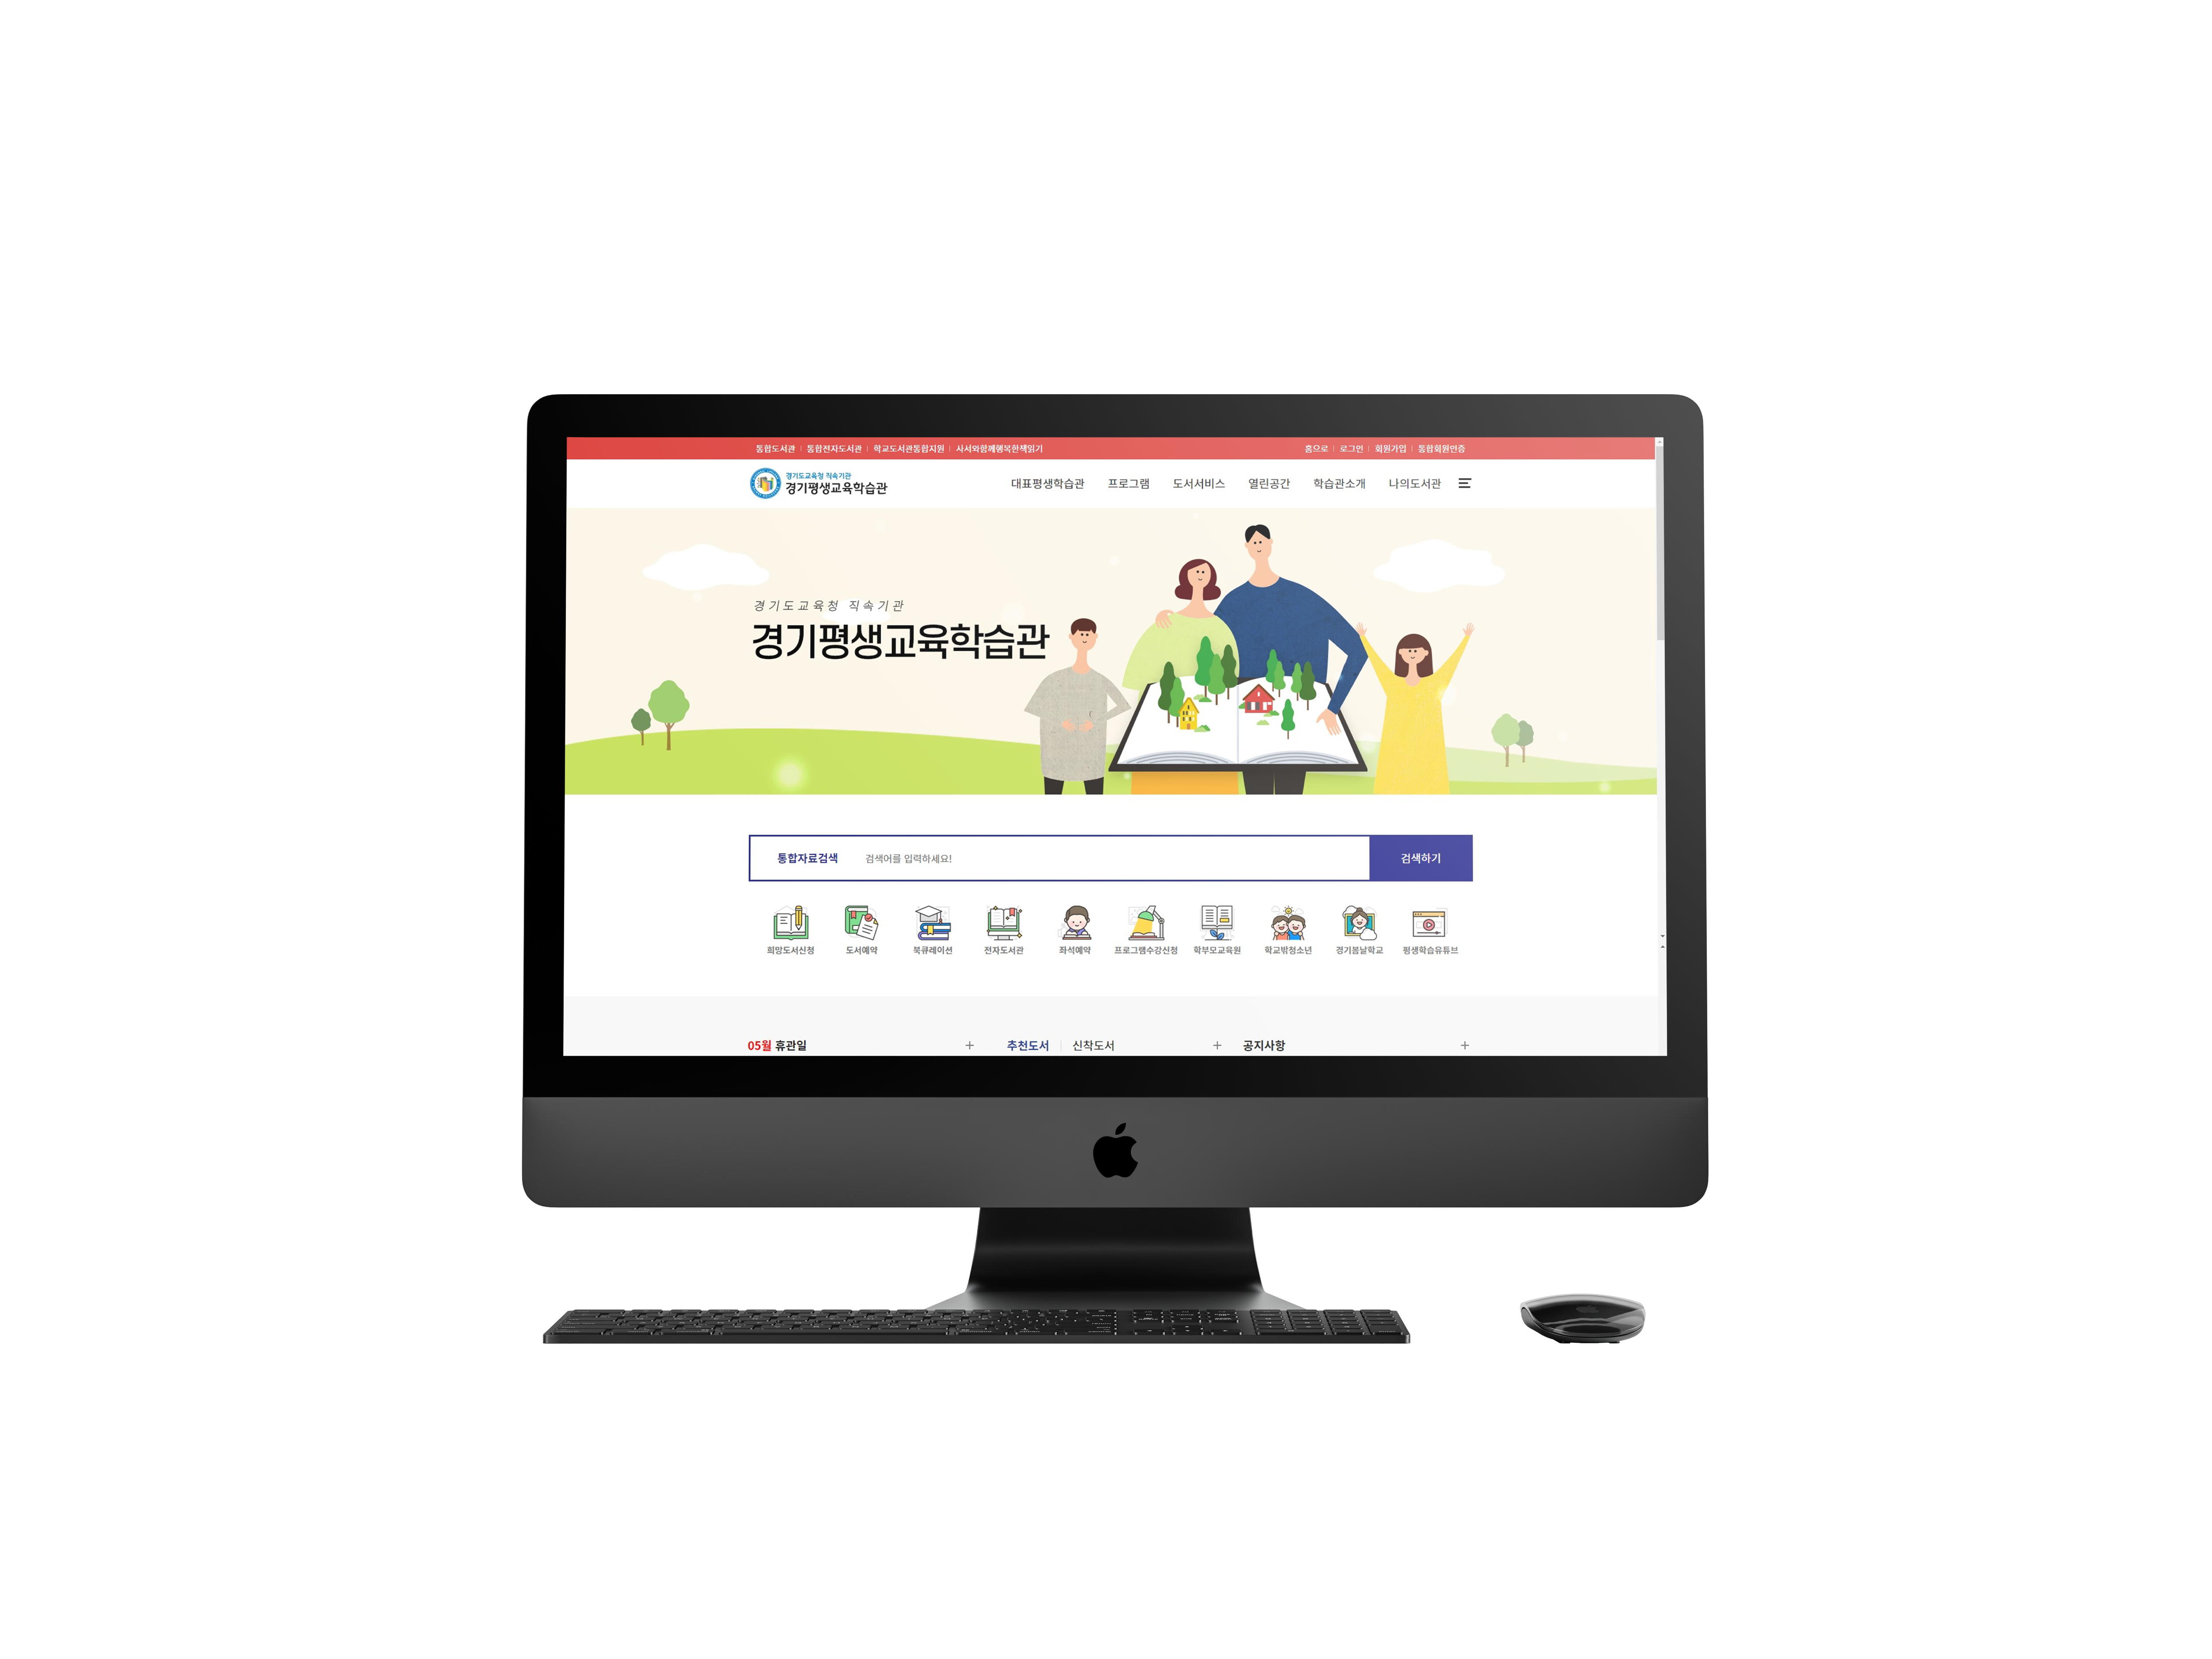 통합도서관 통합전자도서관 학교도서관통합지원 사서와함께행복한책읽기 홈으로 로그인 회원가입 통합회원인증
경기도교육청 직속기관
경기평생교육학습관
대표평생학습관 프로그램 도서서비스 열린공간 학습관소개 나의도서관
경기도교육청 직속기관
경기평생교육학습관
통합자료검색 검색어를 입력하세요! 검색하기
희망도서신청 도서예약 북큐레이션 전자도서관 좌석예약 프로그램수강신청 학부모교육원 학교밖청소년 경기봄날학교 평생학습유튜브
05월 휴관일 + 추천도서 신착도서 + 공지사항 +